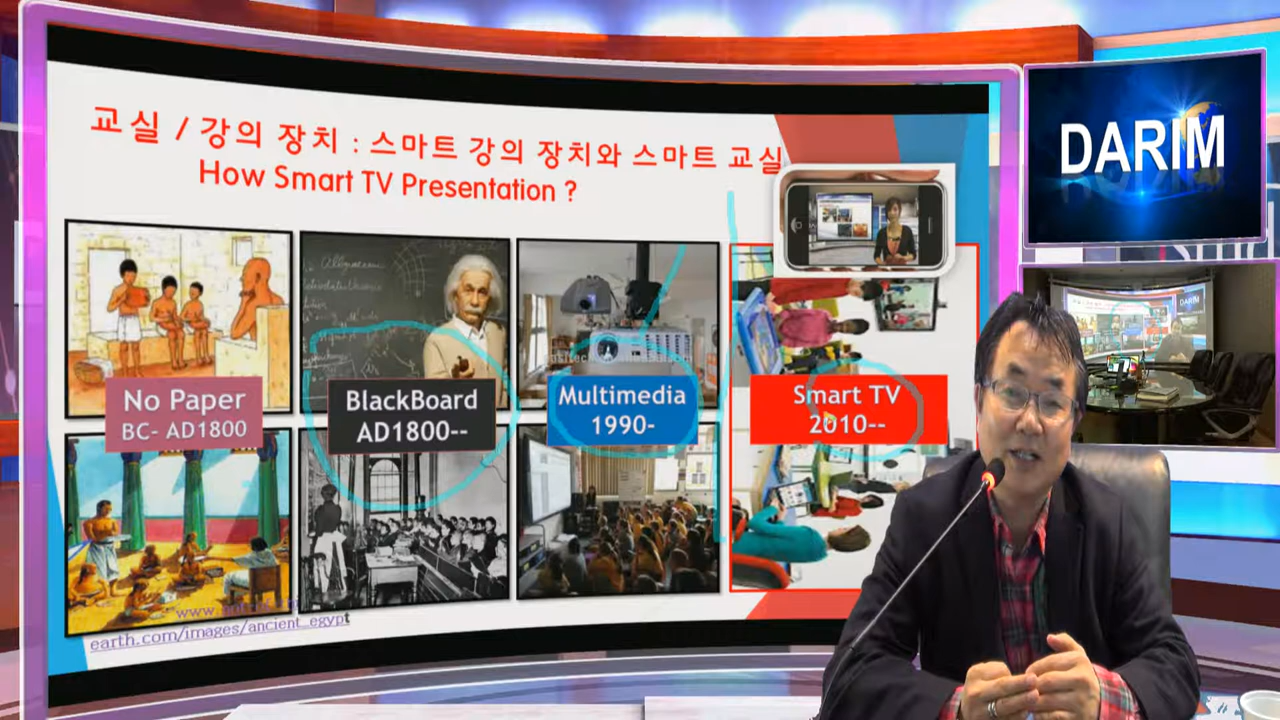 교실 / 강의 장치 : 스마트 강의 장치와 스마트 교실
How Smart TV Presentation ?
DARIM
No Paper
BC- AD1800
BlackBoard
AD1800--
Multimedia
1990-
Smart TV
2010--
earth.com/images/ancient_egypt